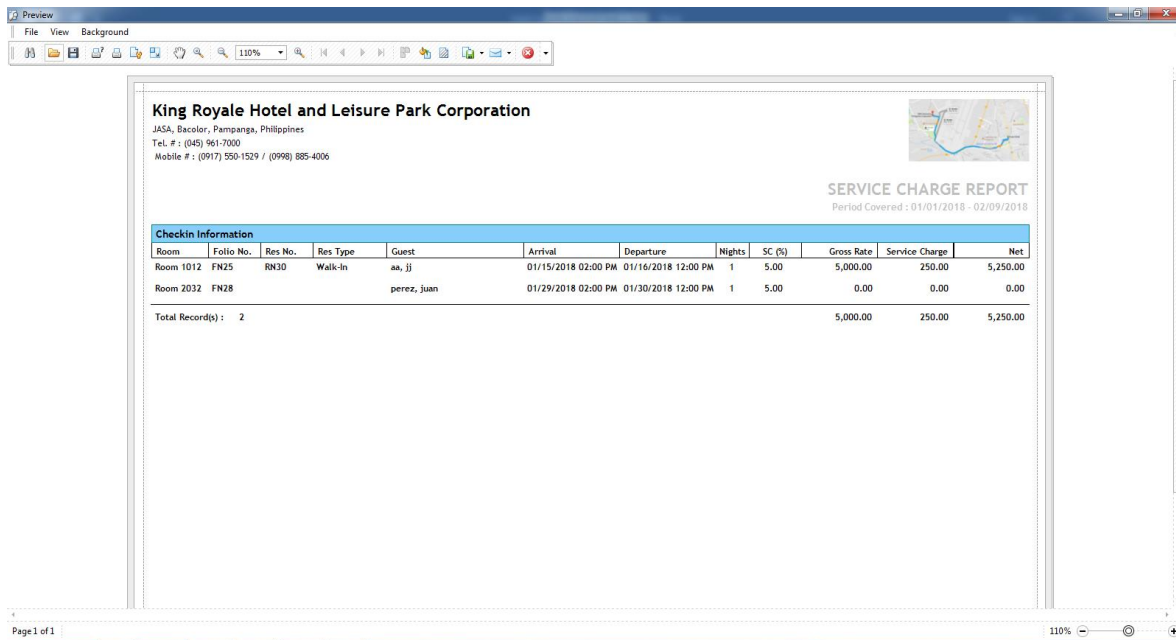 Preview
File View Background
110%
King Royale Hotel and Leisure Park Corporation
JASA, Bacolor, Pampanga, Philippines
Tel. # : (045) 961-7000
Mobile # : (0917) 550-1529 / (0998) 885-4006
SERVICE CHARGE REPORT
Period Covered : 01/01/2018 - 02/09/2018
Checkin Information
Room Folio No. Res No. Res Type Guest Arrival Departure Nights SC (%) Gross Rate Service Charge Net
Room 1012 FN25 RN30 Walk-In aa, jj 01/15/2018 02:00 PM 01/16/2018 12:00 PM 1 5.00 5,000.00 250.00 5,250.00
Room 2032 FN28 perez, juan 01/29/2018 02:00 PM 01/30/2018 12:00 PM 1 5.00 0.00 0.00 0.00
Total Record(s) : 2 5,000.00 250.00 5,250.00
Page 1 of 1 110%